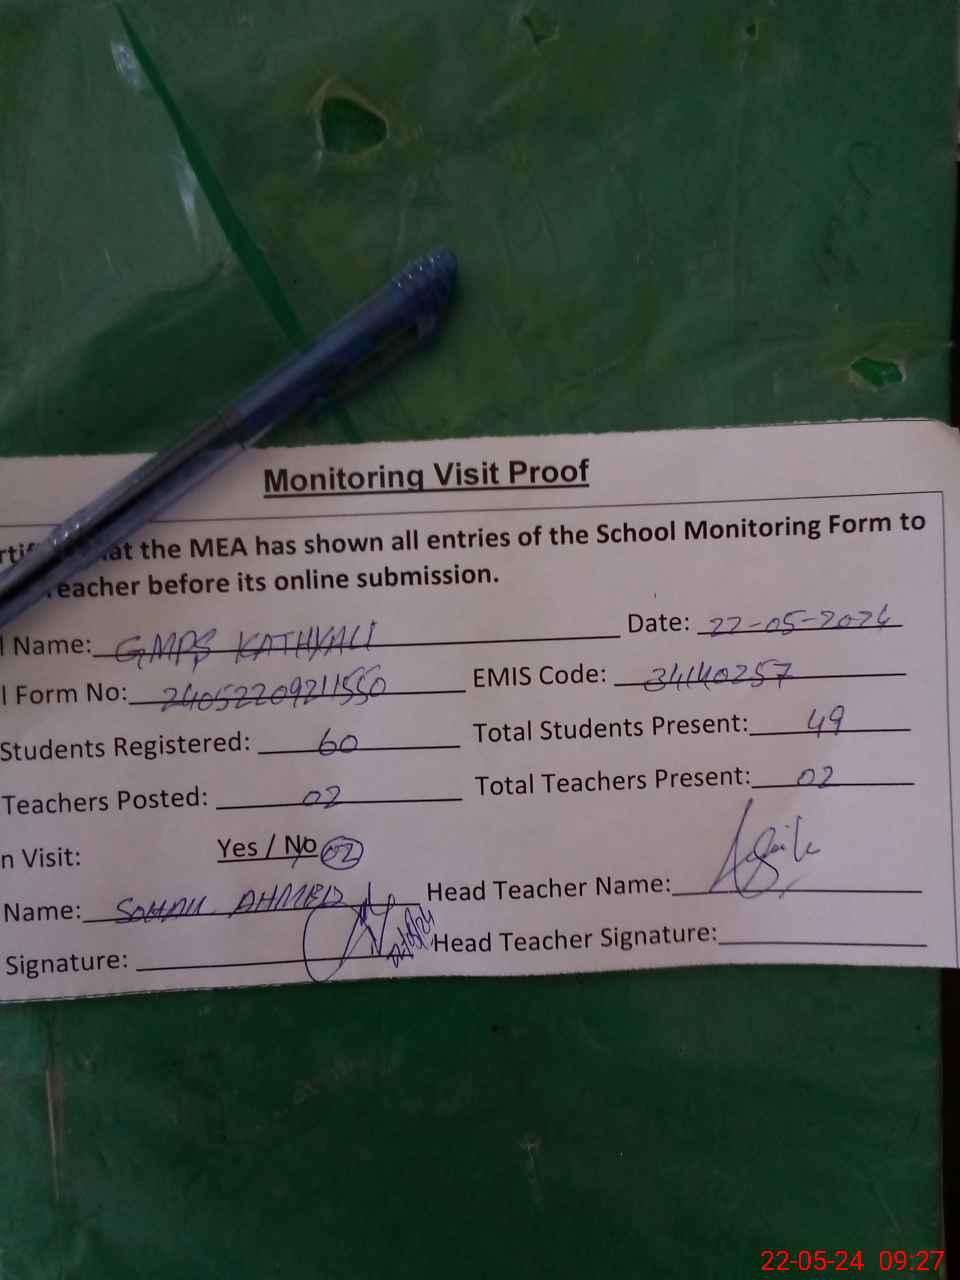 Monitoring Visit Proof
at the MEA has shown all entries of the School Monitoring Form to
eacher before its online submission.
l Name: GMPS KATHYALI Date: 22-05-2024
l Form No: 24052209211550 EMIS Code: 34140257
Students Registered: 60 Total Students Present: 49
Teachers Posted: 02 Total Teachers Present: 02
n Visit: Yes / No 02
Name: SOHAIL AHMED Head Teacher Name:
Signature: Head Teacher Signature:
22-05-24 09:27